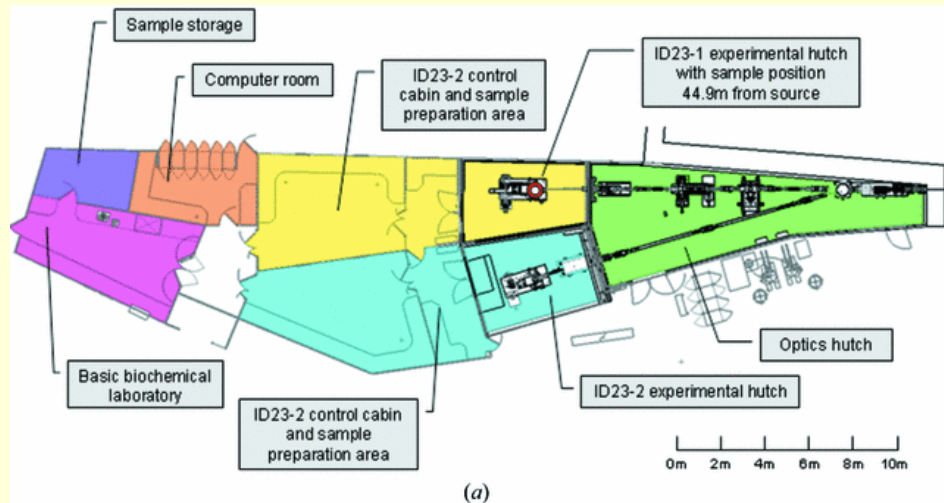 Sample storage
Computer room
ID23-2 control
cabin and sample
preparation area
ID23-1 experimental hutch
with sample position
44.9m from source
Basic biochemical
laboratory
ID23-2 control cabin
and sample
preparation area
ID23-2 experimental hutch
Optics hutch
0m 2m 4m 6m 8m 10m
(a)